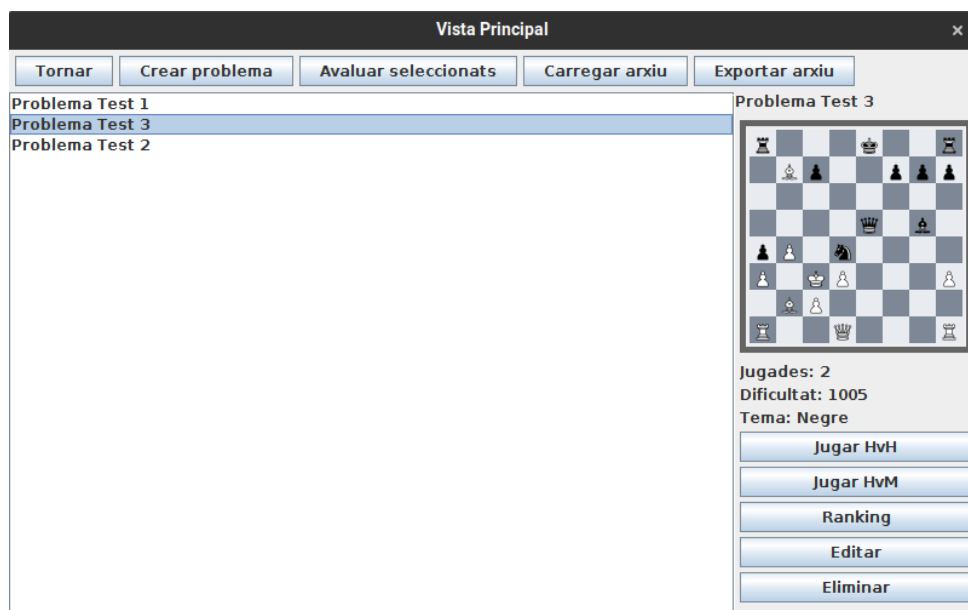 Vista Principal
Tornar Crear problema Avaluar seleccionats Carregar arxiu Exportar arxiu
Problema Test 1
Problema Test 3
Problema Test 2
Problema Test 3
Jugades: 2
Dificultat: 1005
Tema: Negre
Jugar HvH
Jugar HvM
Ranking
Editar
Eliminar